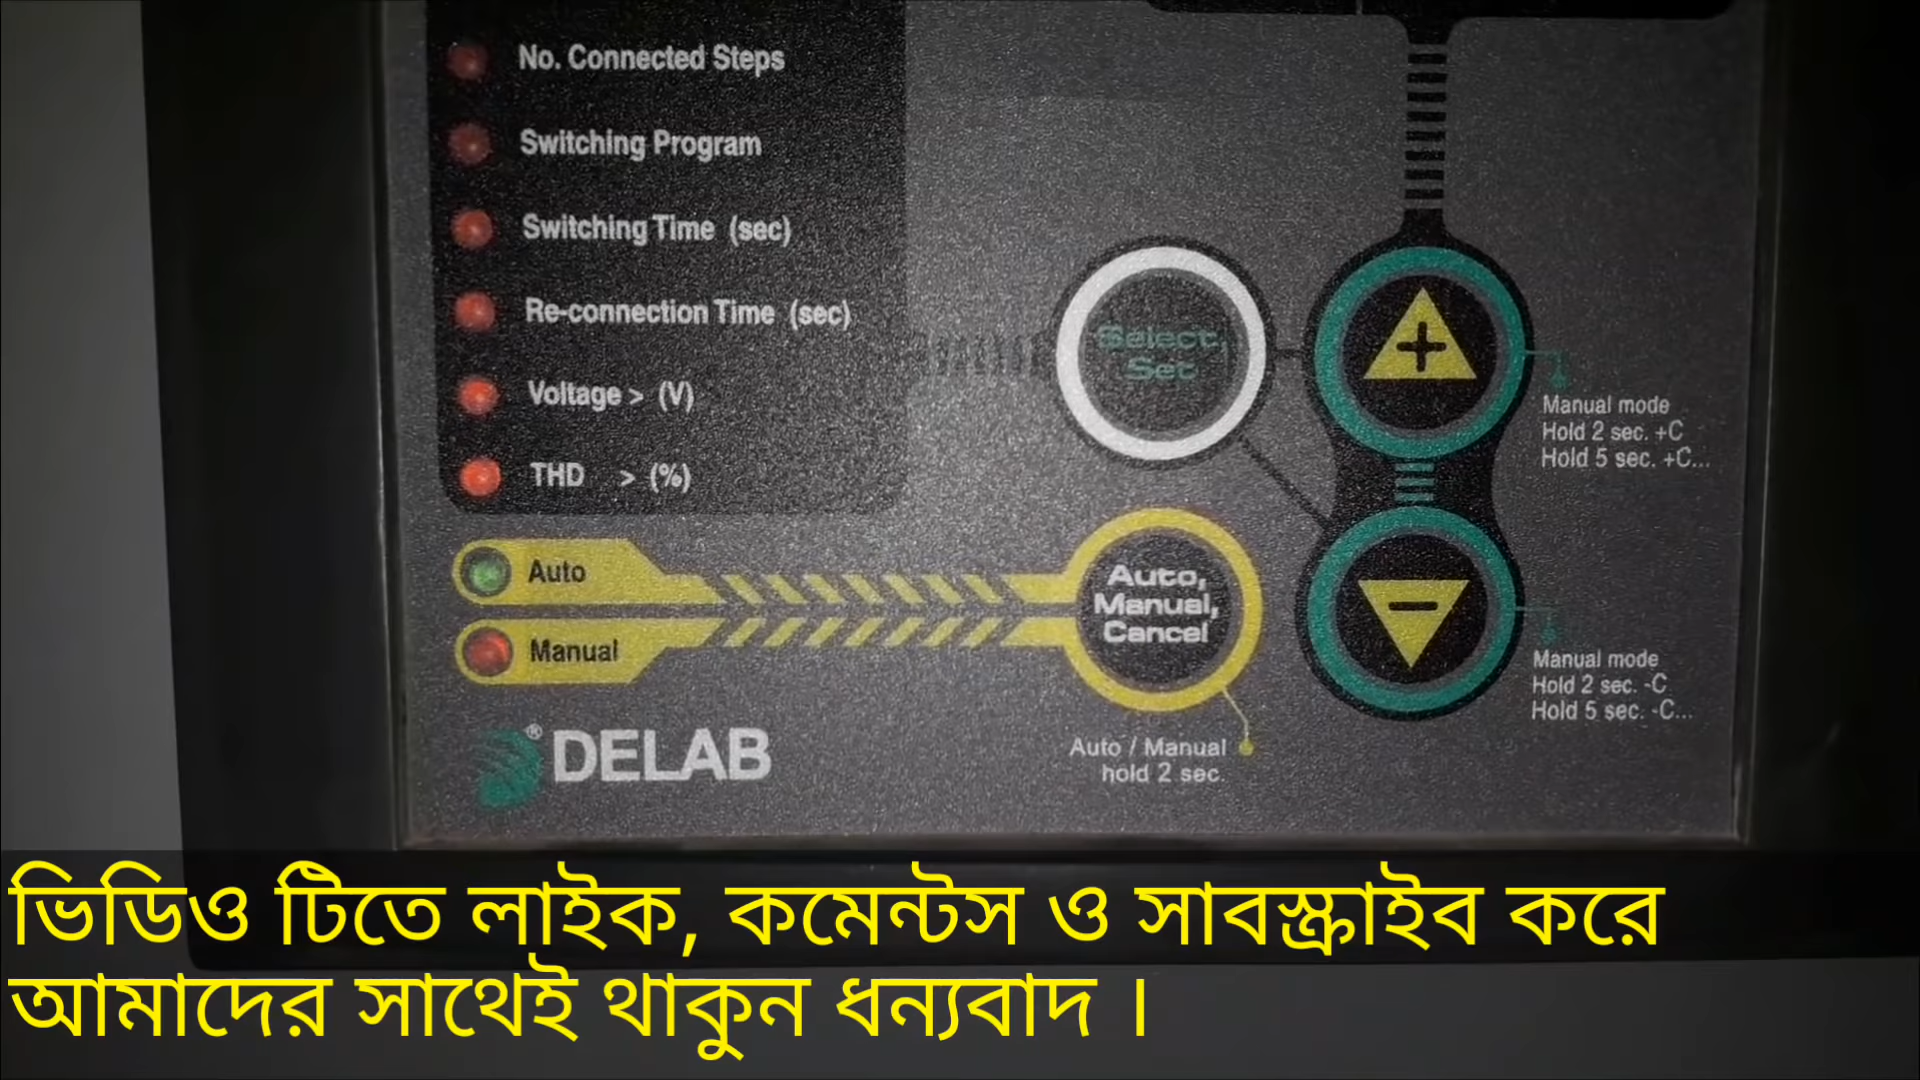 No. Connected Steps
Switching Program
Switching Time (sec)
Re-connection Time (sec)
Voltage > (V)
THD > (%)
Select,
Set
+
Manual mode
Hold 2 sec. +C
Hold 5 sec. +C...
Auto
Manual
Auto,
Manual,
Cancel
-
Manual mode
Hold 2 sec. -C
Hold 5 sec. -C...
Auto / Manual
hold 2 sec.
® DELAB
ভিডিও টিতে লাইক, কমেন্টস ও সাবস্ক্রাইব করে
আমাদের সাথেই থাকুন ধন্যবাদ ।